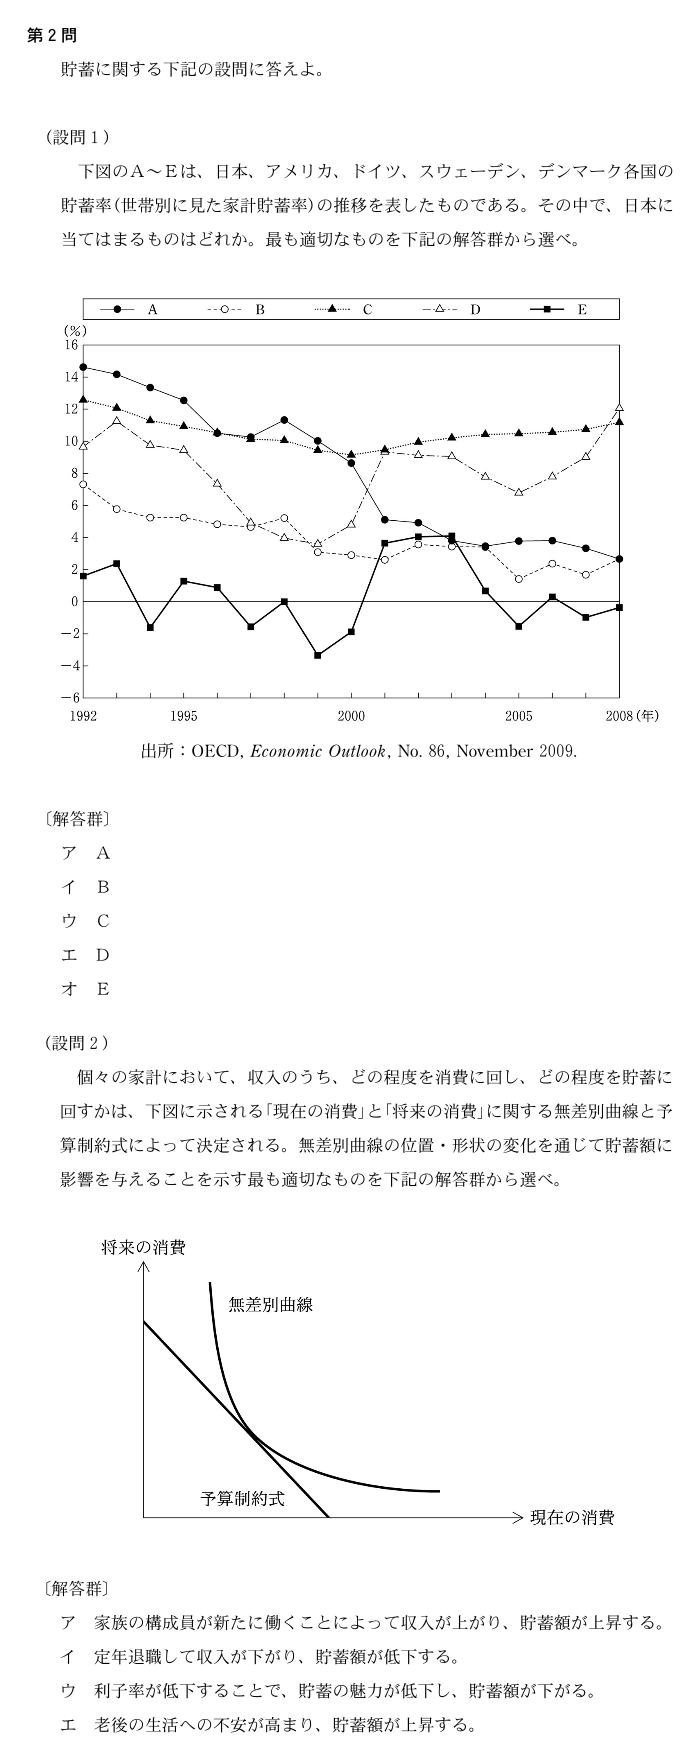 第2問
貯蓄に関する下記の設問に答えよ。
(設問1)
下図のA～Eは、日本、アメリカ、ドイツ、スウェーデン、デンマーク各国の
貯蓄率(世帯別に見た家計貯蓄率)の推移を表したものである。その中で、日本に
当てはまるものはどれか。最も適切なものを下記の解答群から選べ。
A B C D E
(%)
16
14
12
10
8
6
4
2
0
−2
−4
−6
1992 1995 2000 2005 2008(年)
出所：OECD, Economic Outlook, No. 86, November 2009.
〔解答群〕
ア A
イ B
ウ C
エ D
オ E
(設問2)
個々の家計において、収入のうち、どの程度を消費に回し、どの程度を貯蓄に
回すかは、下図に示される「現在の消費」と「将来の消費」に関する無差別曲線と予
算制約式によって決定される。無差別曲線の位置・形状の変化を通じて貯蓄額に
影響を与えることを示す最も適切なものを下記の解答群から選べ。
将来の消費
無差別曲線
予算制約式
現在の消費
〔解答群〕
ア 家族の構成員が新たに働くことによって収入が上がり、貯蓄額が上昇する。
イ 定年退職して収入が下がり、貯蓄額が低下する。
ウ 利子率が低下することで、貯蓄の魅力が低下し、貯蓄額が下がる。
エ 老後の生活への不安が高まり、貯蓄額が上昇する。